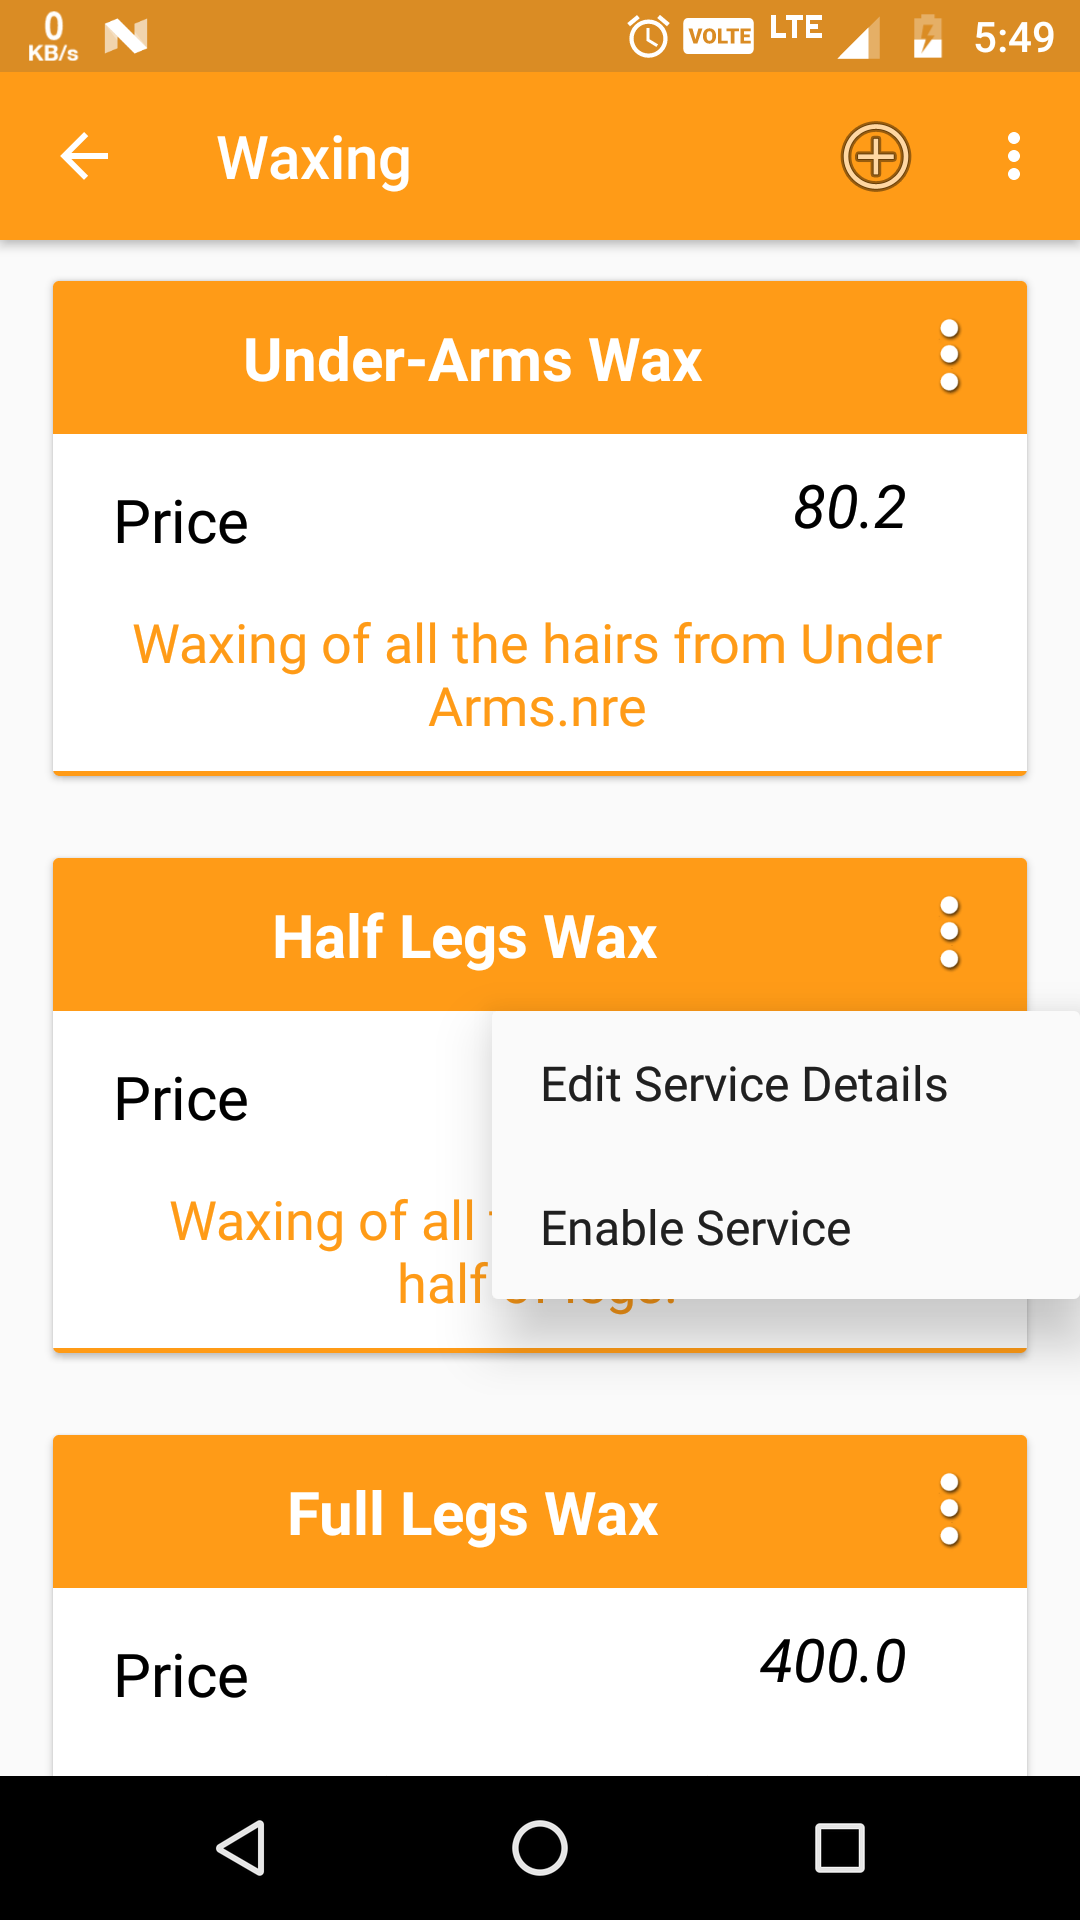 0
KB/s
VOLTE LTE 5:49
Waxing
Under-Arms Wax
Price 80.2
Waxing of all the hairs from Under
Arms.nre
Half Legs Wax
Price
Edit Service Details
Waxing of all
Enable Service
half
Full Legs Wax
Price 400.0